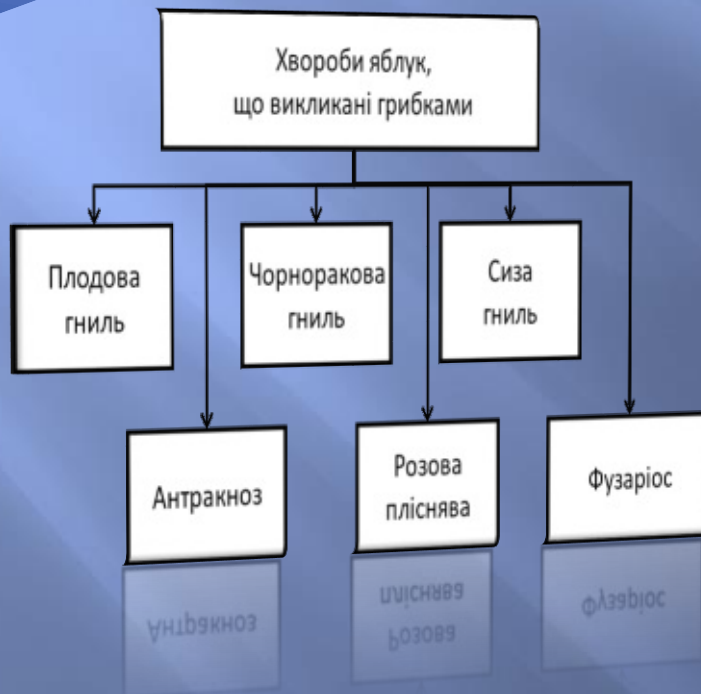 Хвороби яблук,
що викликані грибками
Плодова
гниль
Чорноракова
гниль
Сиза
гниль
Антракноз
Розова
пліснява
Фузаріос